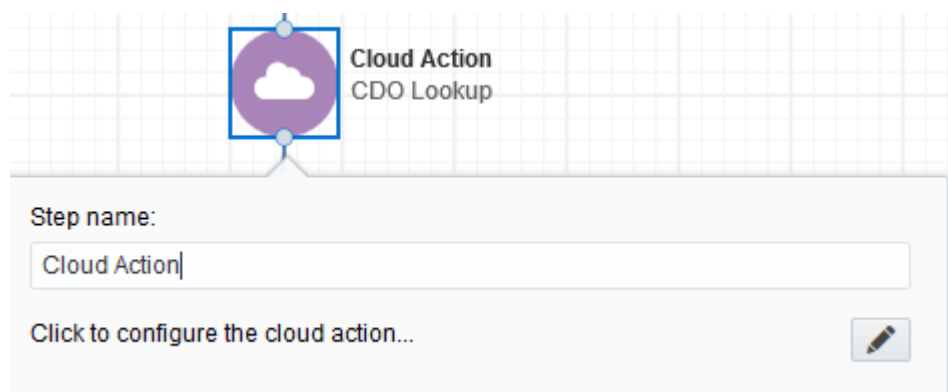 Cloud Action
CDO Lookup
Step name:
Cloud Action
Click to configure the cloud action...